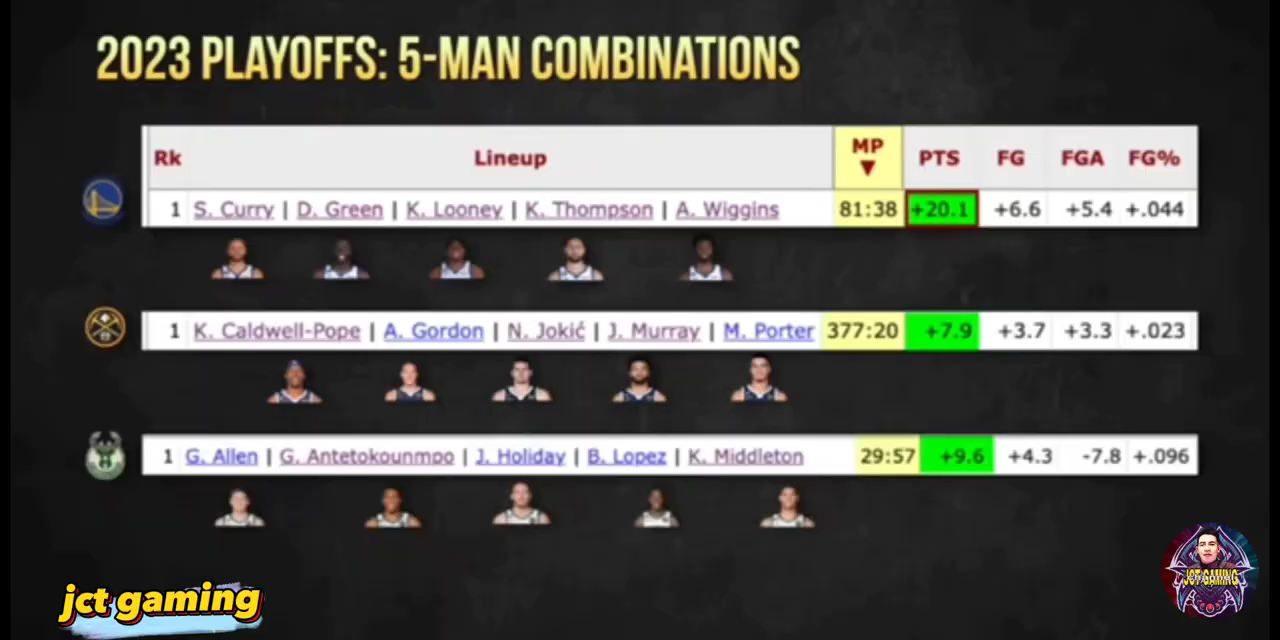 2023 PLAYOFFS: 5-MAN COMBINATIONS
Rk Lineup MP ▼ PTS FG FGA FG%
1 S. Curry | D. Green | K. Looney | K. Thompson | A. Wiggins 81:38 +20.1 +6.6 +5.4 +.044
1 K. Caldwell-Pope | A. Gordon | N. Jokić | J. Murray | M. Porter 377:20 +7.9 +3.7 +3.3 +.023
1 G. Allen | G. Antetokounmpo | J. Holiday | B. Lopez | K. Middleton 29:57 +9.6 +4.3 -7.8 +.096
jct gaming
JCT GAMING